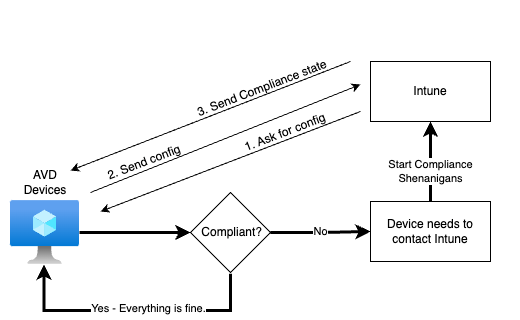 3. Send Compliance state
Intune
2. Send config
1. Ask for config
AVD
Devices
Start Compliance
Shenanigans
Compliant?
No
Device needs to
contact Intune
Yes - Everything is fine.